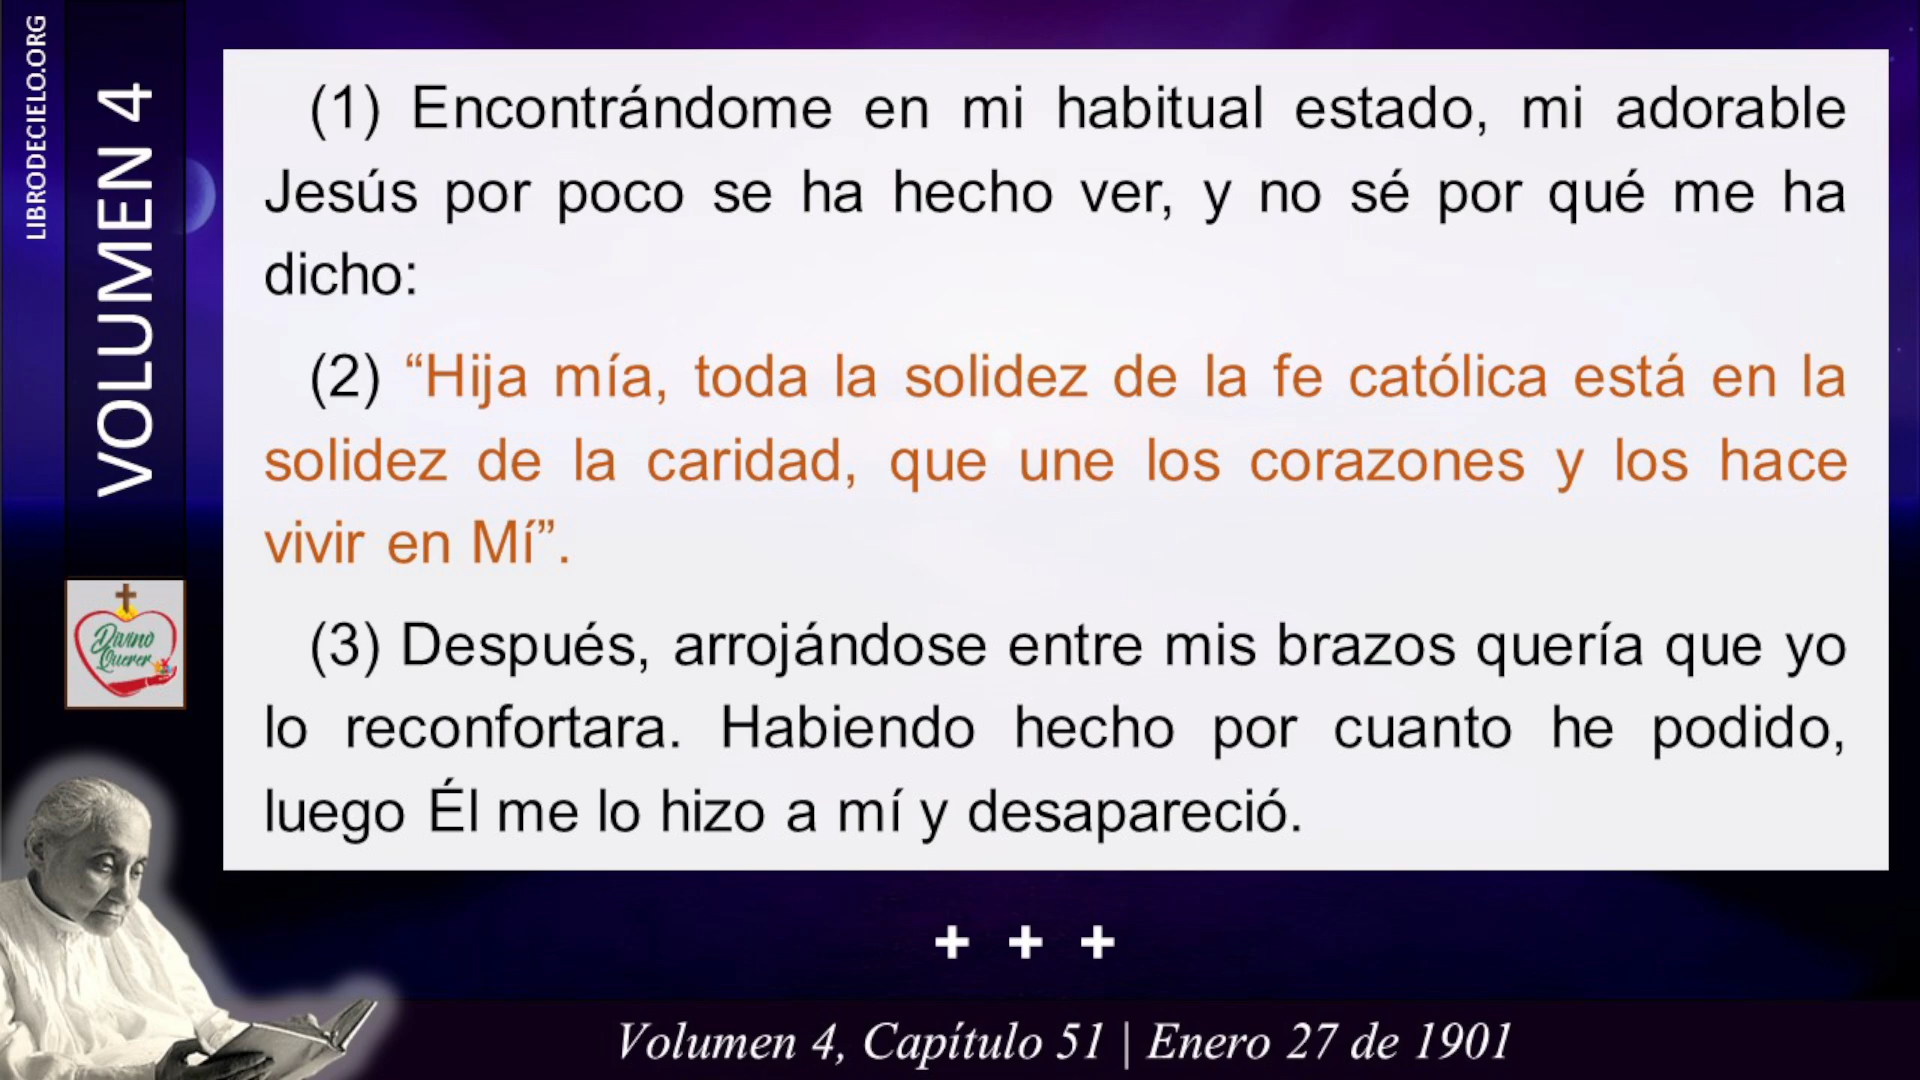 LIBRODECIELO.ORG
VOLUMEN 4
Divino
Querer
(1) Encontrándome en mi habitual estado, mi adorable
Jesús por poco se ha hecho ver, y no sé por qué me ha
dicho:
(2) “Hija mía, toda la solidez de la fe católica está en la
solidez de la caridad, que une los corazones y los hace
vivir en Mí”.
(3) Después, arrojándose entre mis brazos quería que yo
lo reconfortara. Habiendo hecho por cuanto he podido,
luego Él me lo hizo a mí y desapareció.
+ + +
Volumen 4, Capítulo 51 | Enero 27 de 1901